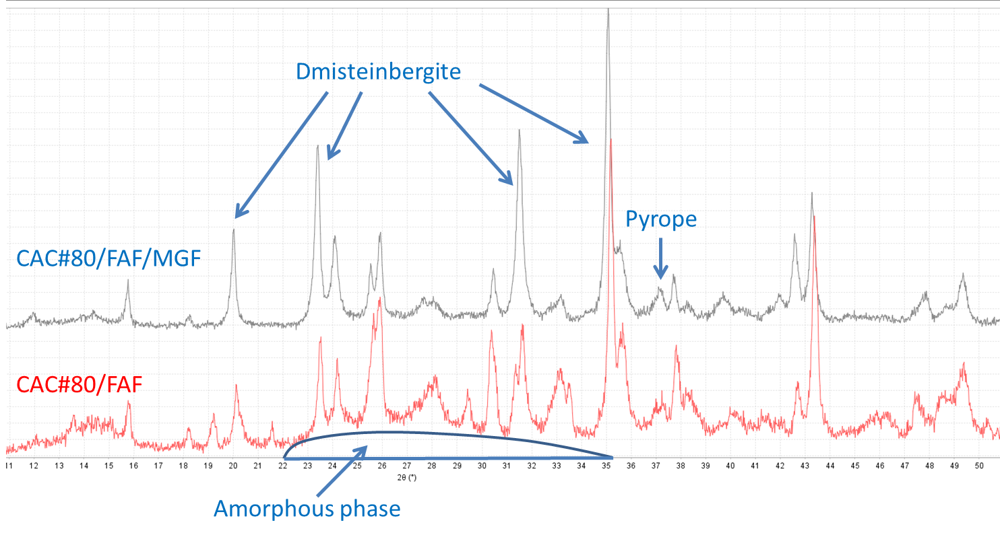 Dmisteinbergite
Pyrope
CAC#80/FAF/MGF
CAC#80/FAF
11 12 13 14 15 16 17 18 19 20 21 22 23 24 25 26 27 28 29 30 31 32 33 34 35 36 37 38 39 40 41 42 43 44 45 46 47 48 49 50
2θ (°)
Amorphous phase